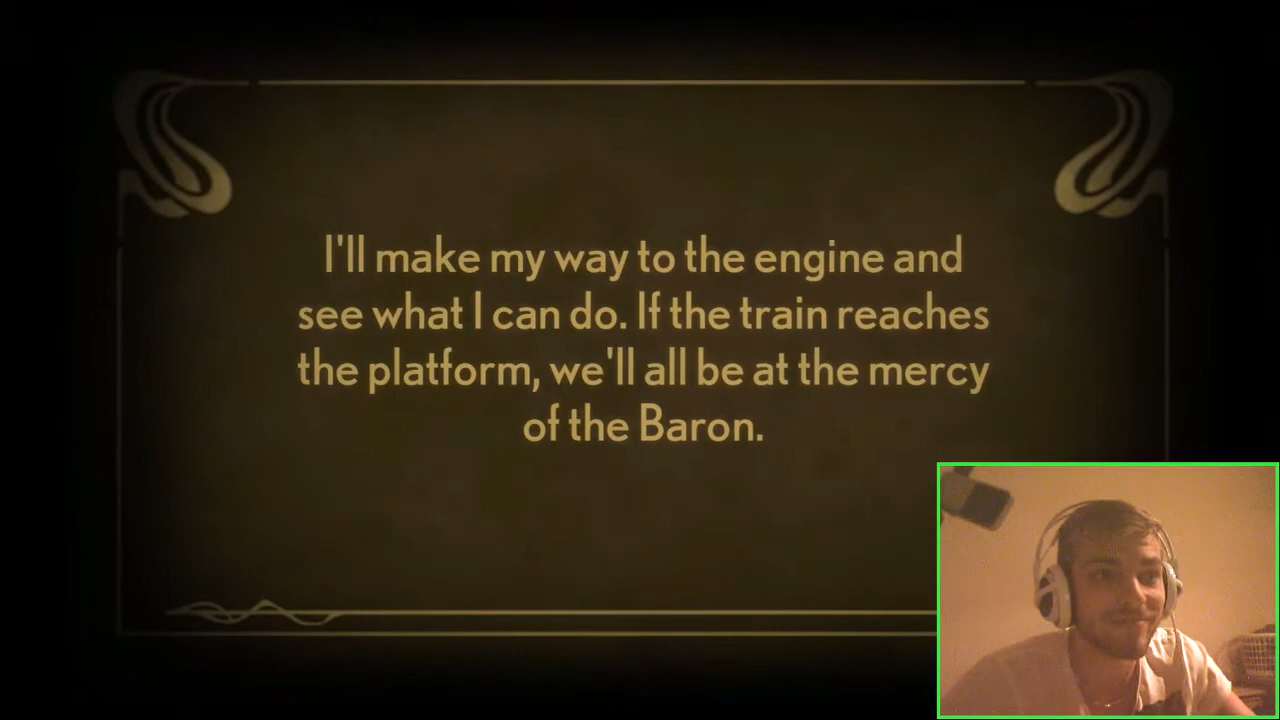 I'll make my way to the engine and
see what I can do. If the train reaches
the platform, we'll all be at the mercy
of the Baron.